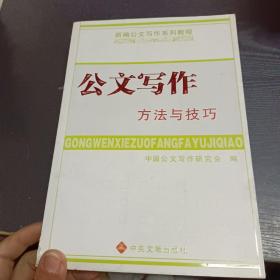 新编公文写作系列教程
公文写作
方法与技巧
GONGWENXIEZUOFANGFAYUJIQIAO
中国公文写作研究会 编
中央文献出版社